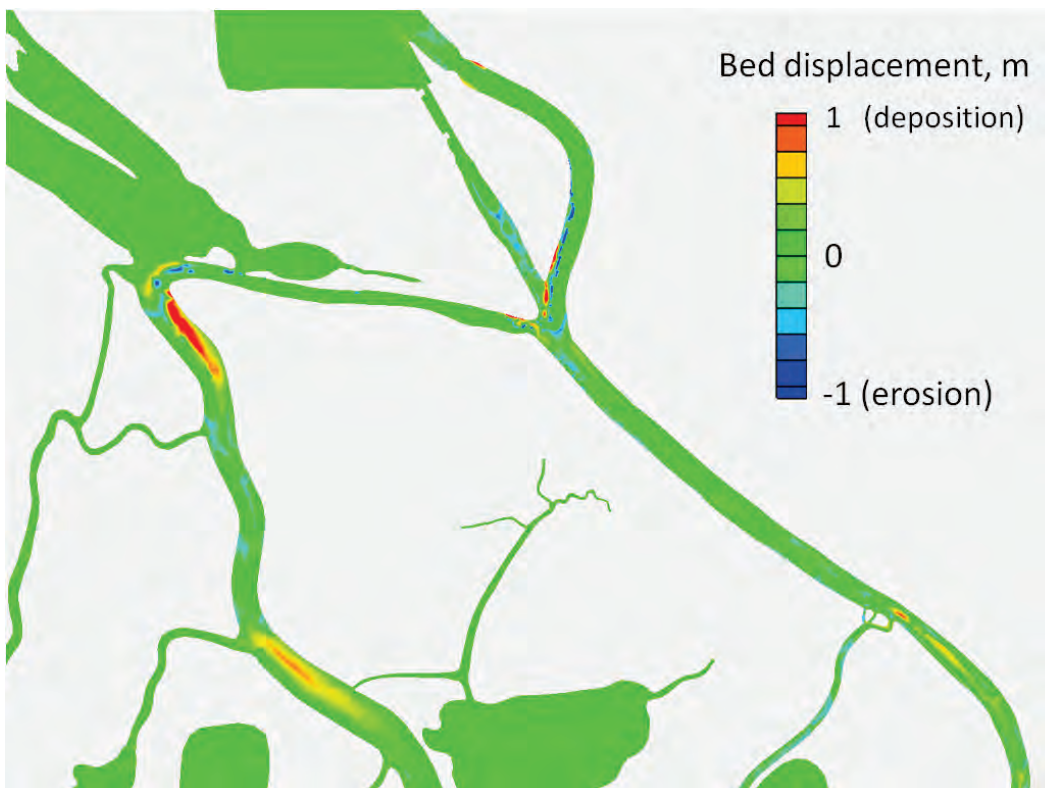 Bed displacement, m
1 (deposition)
0
-1 (erosion)